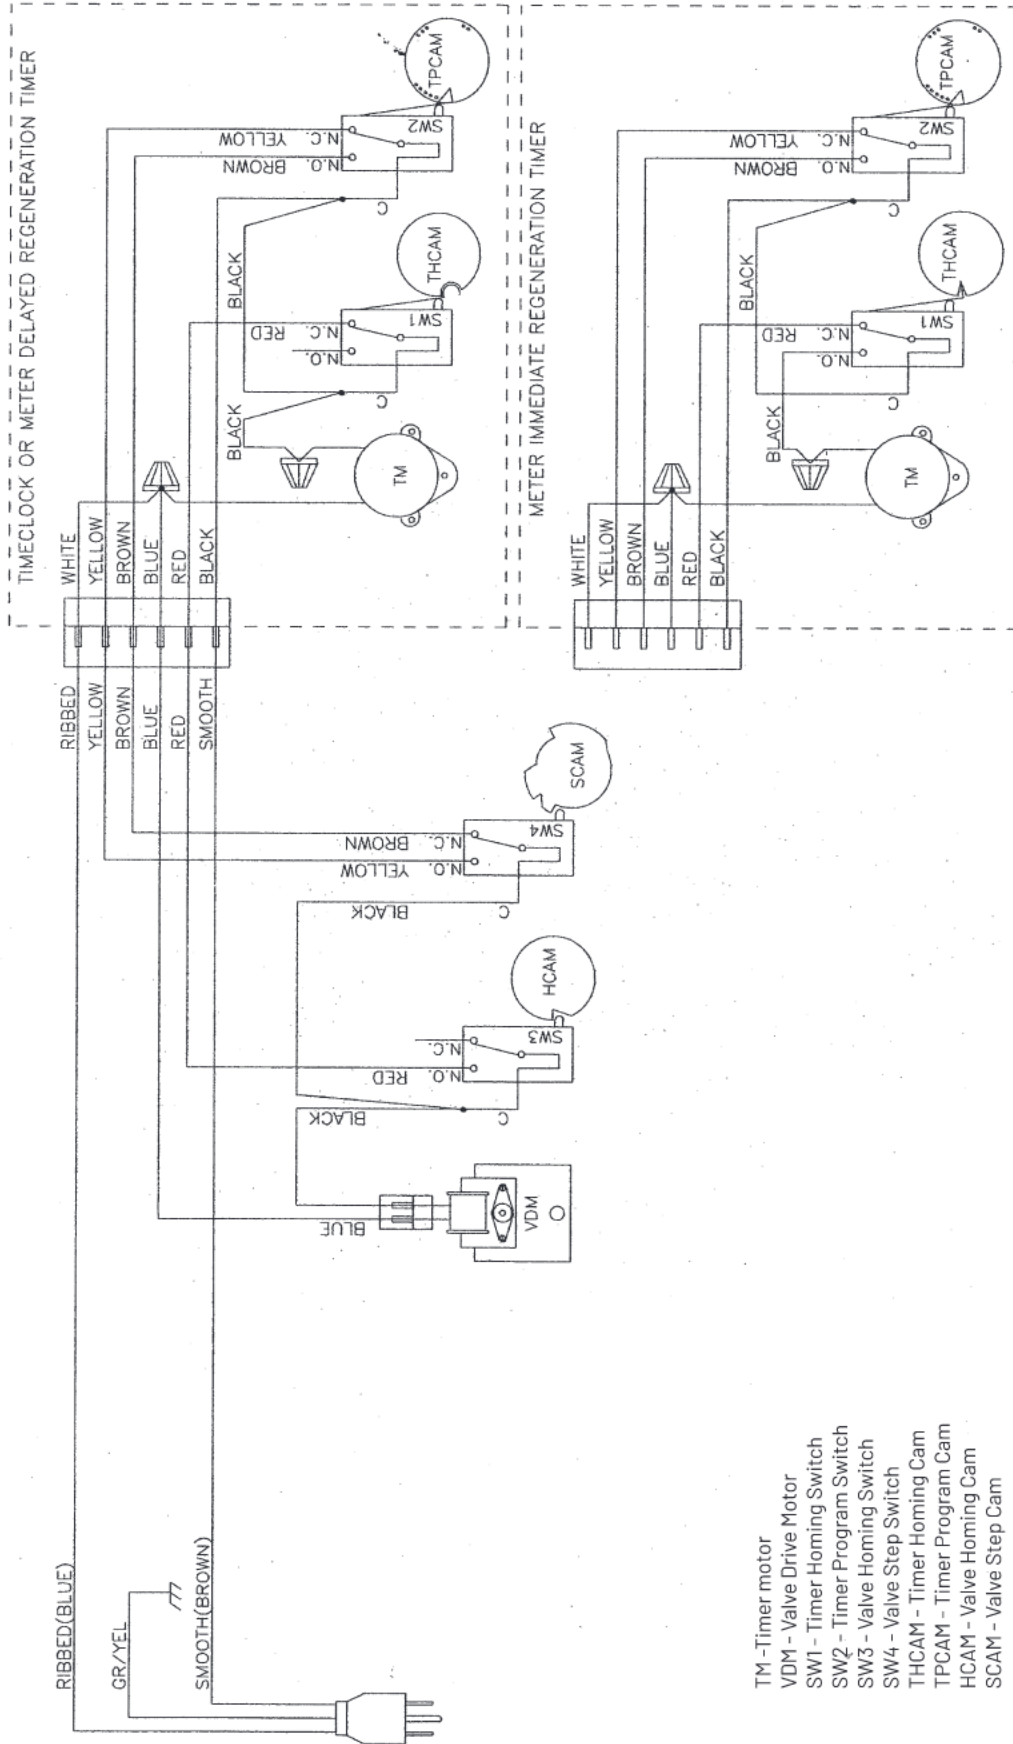 TIMECLOCK OR METER DELAYED REGENERATION TIMER
WHITE
YELLOW
BROWN
BLUE
RED
BLACK
BLACK
BLACK
RED
N.C.
N.O.
SW1
C
THCAM
YELLOW
BROWN
N.C.
N.O.
SW2
C
TPCAM
TM
METER IMMEDIATE REGENERATION TIMER
WHITE
YELLOW
BROWN
BLUE
RED
BLACK
BLACK
BLACK
RED
N.C.
N.O.
SW1
C
THCAM
YELLOW
BROWN
N.C.
N.O.
SW2
C
TPCAM
TM
RIBBED
YELLOW
BROWN
BLUE
RED
SMOOTH
BROWN
YELLOW
N.C.
N.O.
SW4
SCAM
BLACK
C
RED
N.C.
N.O.
SW3
HCAM
BLACK
C
BLUE
VDM
RIBBED(BLUE)
GR/YEL
SMOOTH(BROWN)
TM -Timer motor
VDM - Valve Drive Motor
SW1 - Timer Homing Switch
SW2 - Timer Program Switch
SW3 - Valve Homing Switch
SW4 - Valve Step Switch
THCAM - Timer Homing Cam
TPCAM - Timer Program Cam
HCAM - Valve Homing Cam
SCAM - Valve Step Cam